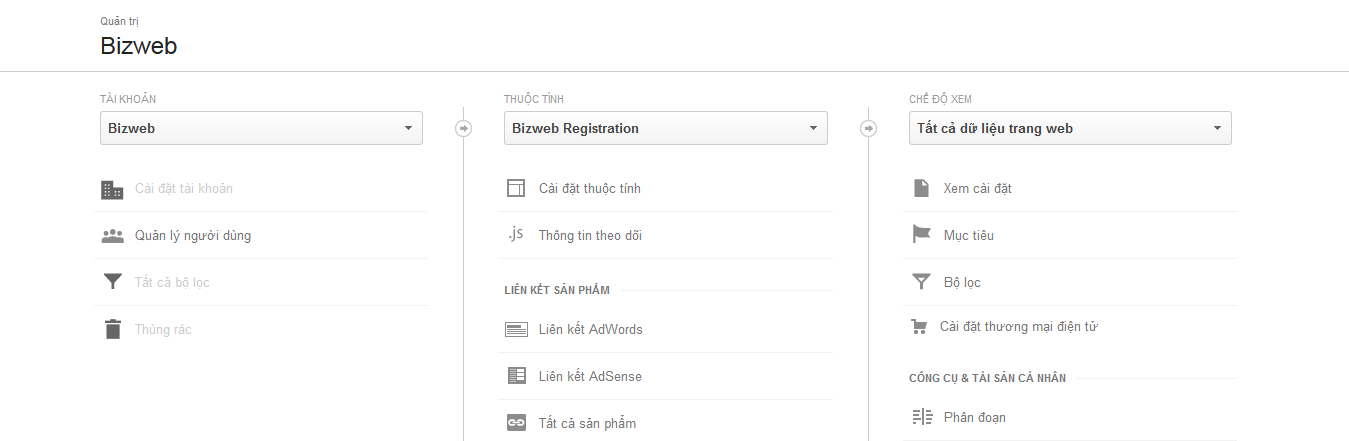 Quản trị
Bizweb
TÀI KHOẢN
Bizweb
Cài đặt tài khoản
Quản lý người dùng
Tất cả bộ lọc
Thùng rác
THUỘC TÍNH
Bizweb Registration
Cài đặt thuộc tính
.js
Thông tin theo dõi
LIÊN KẾT SẢN PHẨM
Liên kết AdWords
Liên kết AdSense
Tất cả sản phẩm
CHẾ ĐỘ XEM
Tất cả dữ liệu trang web
Xem cài đặt
Mục tiêu
Bộ lọc
Cài đặt thương mại điện tử
CÔNG CỤ & TÀI SẢN CÁ NHÂN
Phân đoạn